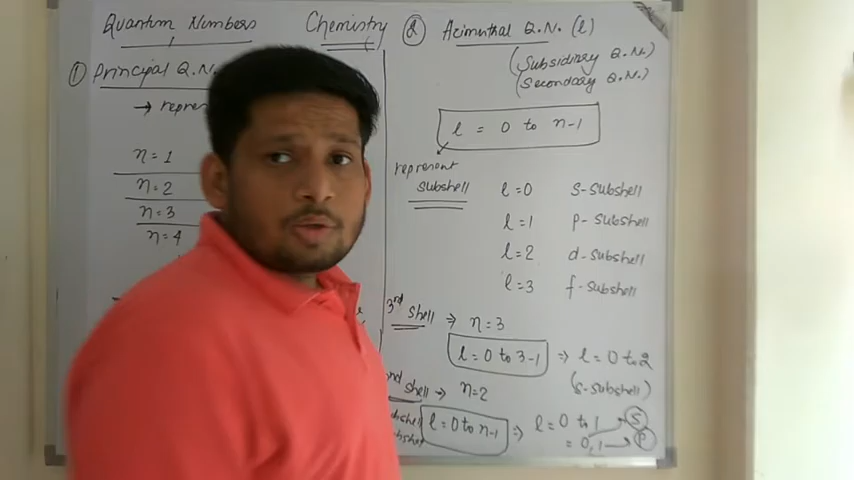 Quantum Numbers
Chemistry
① Principal Q.N.
→ repre
n=1
n=2
n=3
n=4
② Azimuthal Q.N. (l)
(Subsidiary Q.N.)
(Secondary Q.N.)
l = 0 to n-1
represent
subshell
l=0 s-subshell
l=1 p-subshell
l=2 d-subshell
l=3 f-subshell
3rd shell ⇒ n=3
l=0 to 3-1 ⇒ l=0 to 2
(s-subshell)
nd shell → n=2
l=0 to n-1 ⇒ l=0 to 1 → s
= 0,1 → p